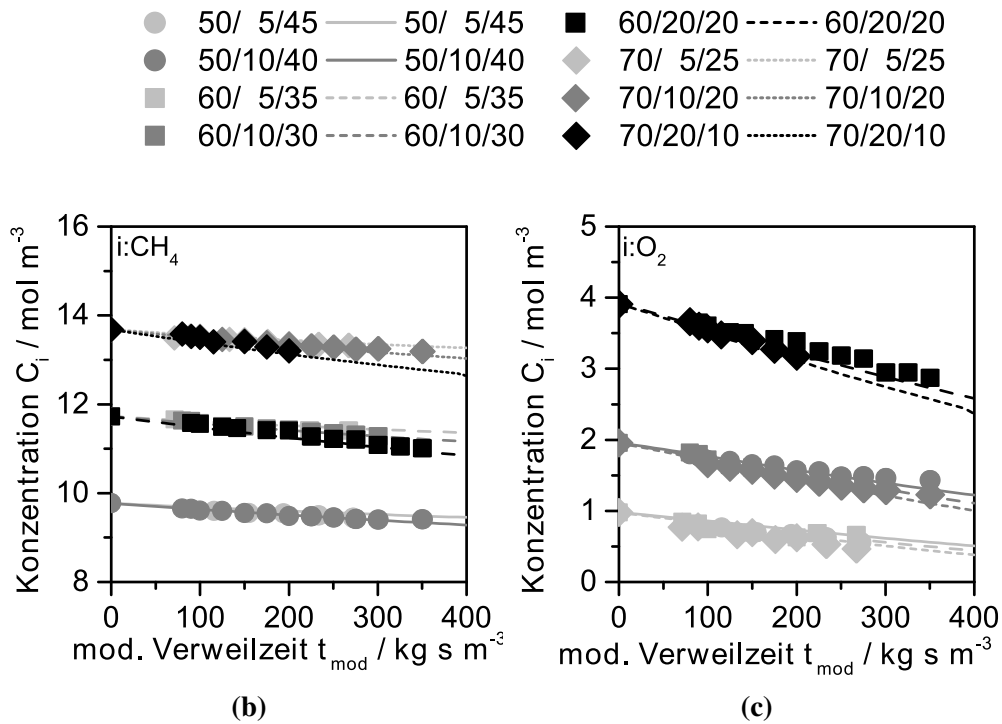 50/ 5/45 50/ 5/45 60/20/20 60/20/20
50/10/40 50/10/40 70/ 5/25 70/ 5/25
60/ 5/35 60/ 5/35 70/10/20 70/10/20
60/10/30 60/10/30 70/20/10 70/20/10
16
14
12
10
8
Konzentration C_i / mol m⁻³
i:CH₄
0 100 200 300 400
mod. Verweilzeit t_mod / kg s m⁻³
(b)
5
4
3
2
1
0
Konzentration C_i / mol m⁻³
i:O₂
0 100 200 300 400
mod. Verweilzeit t_mod / kg s m⁻³
(c)